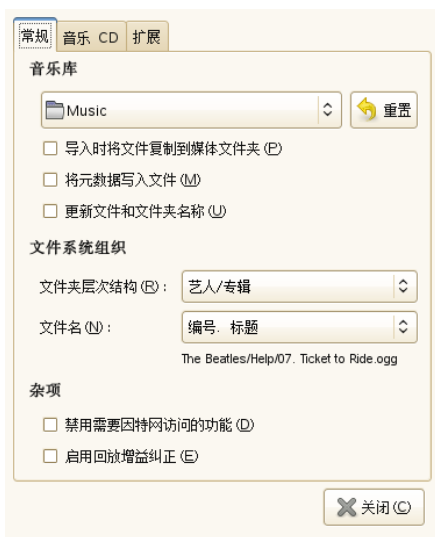 常规 音乐 CD 扩展
音乐库
Music 重置
导入时将文件复制到媒体文件夹(P)
将元数据写入文件(M)
更新文件和文件夹名称(U)
文件系统组织
文件夹层次结构(R): 艺人/专辑
文件名(N): 编号. 标题
The Beatles/Help/07. Ticket to Ride.ogg
杂项
禁用需要因特网访问的功能(D)
启用回放增益纠正(E)
关闭(C)